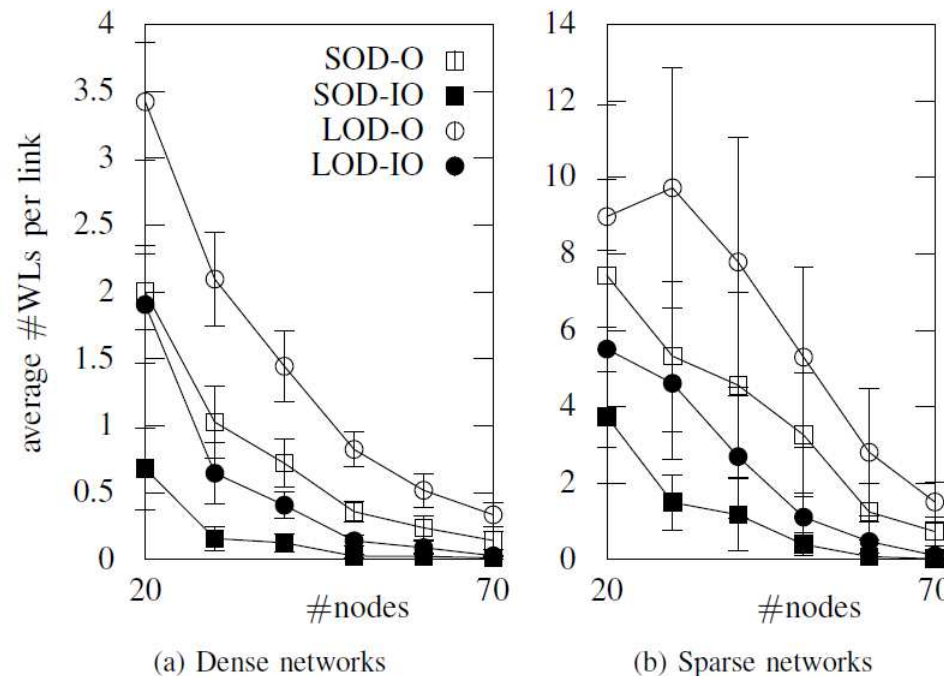 average #WLs per link
4
3.5
3
2.5
2
1.5
1
0.5
0
SOD-O
SOD-IO
LOD-O
LOD-IO
20
70
#nodes
(a) Dense networks
14
12
10
8
6
4
2
0
20
70
#nodes
(b) Sparse networks